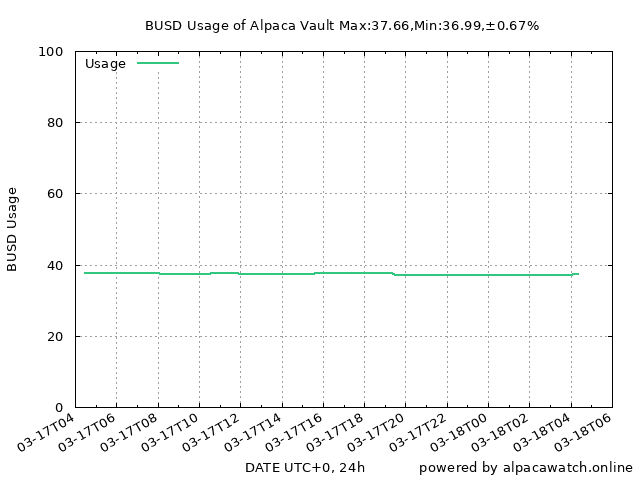 BUSD Usage of Alpaca Vault Max:37.66,Min:36.99,±0.67%
Usage
100
80
60
40
20
0
BUSD Usage
03-17T04
03-17T06
03-17T08
03-17T10
03-17T12
03-17T14
03-17T16
03-17T18
03-17T20
03-17T22
03-18T00
03-18T02
03-18T04
03-18T06
DATE UTC+0, 24h
powered by alpacawatch.online